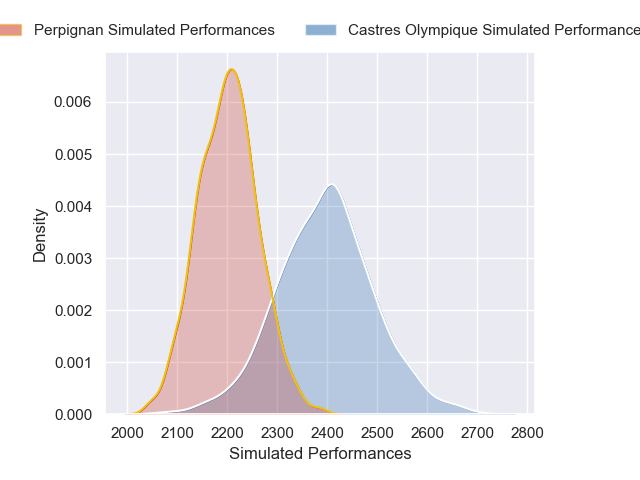 Perpignan Simulated Performances
Castres Olympique Simulated Performance
0.006
0.005
0.004
0.003
0.002
0.001
0.000
Density
2000 2100 2200 2300 2400 2500 2600 2700 2800
Simulated Performances